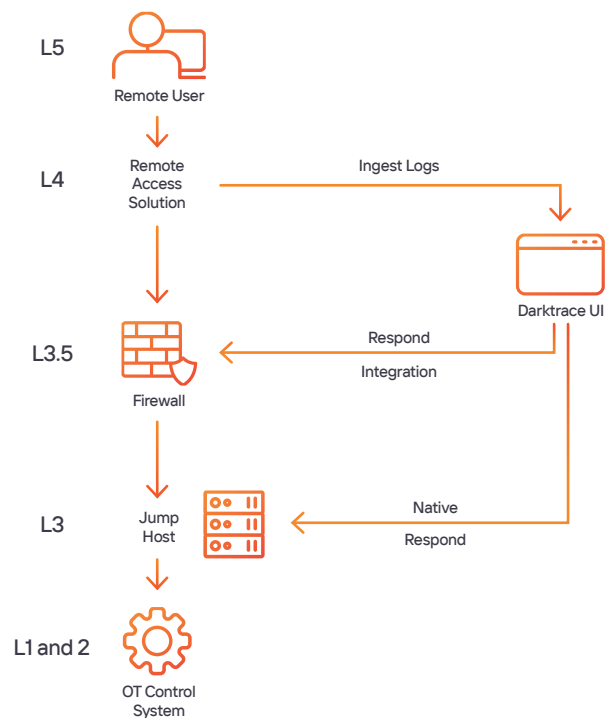 L5
Remote User
L4
Remote
Access
Solution
Ingest Logs
Darktrace UI
L3.5
Respond
Integration
Firewall
L3
Jump
Host
Native
Respond
L1 and 2
OT Control
System